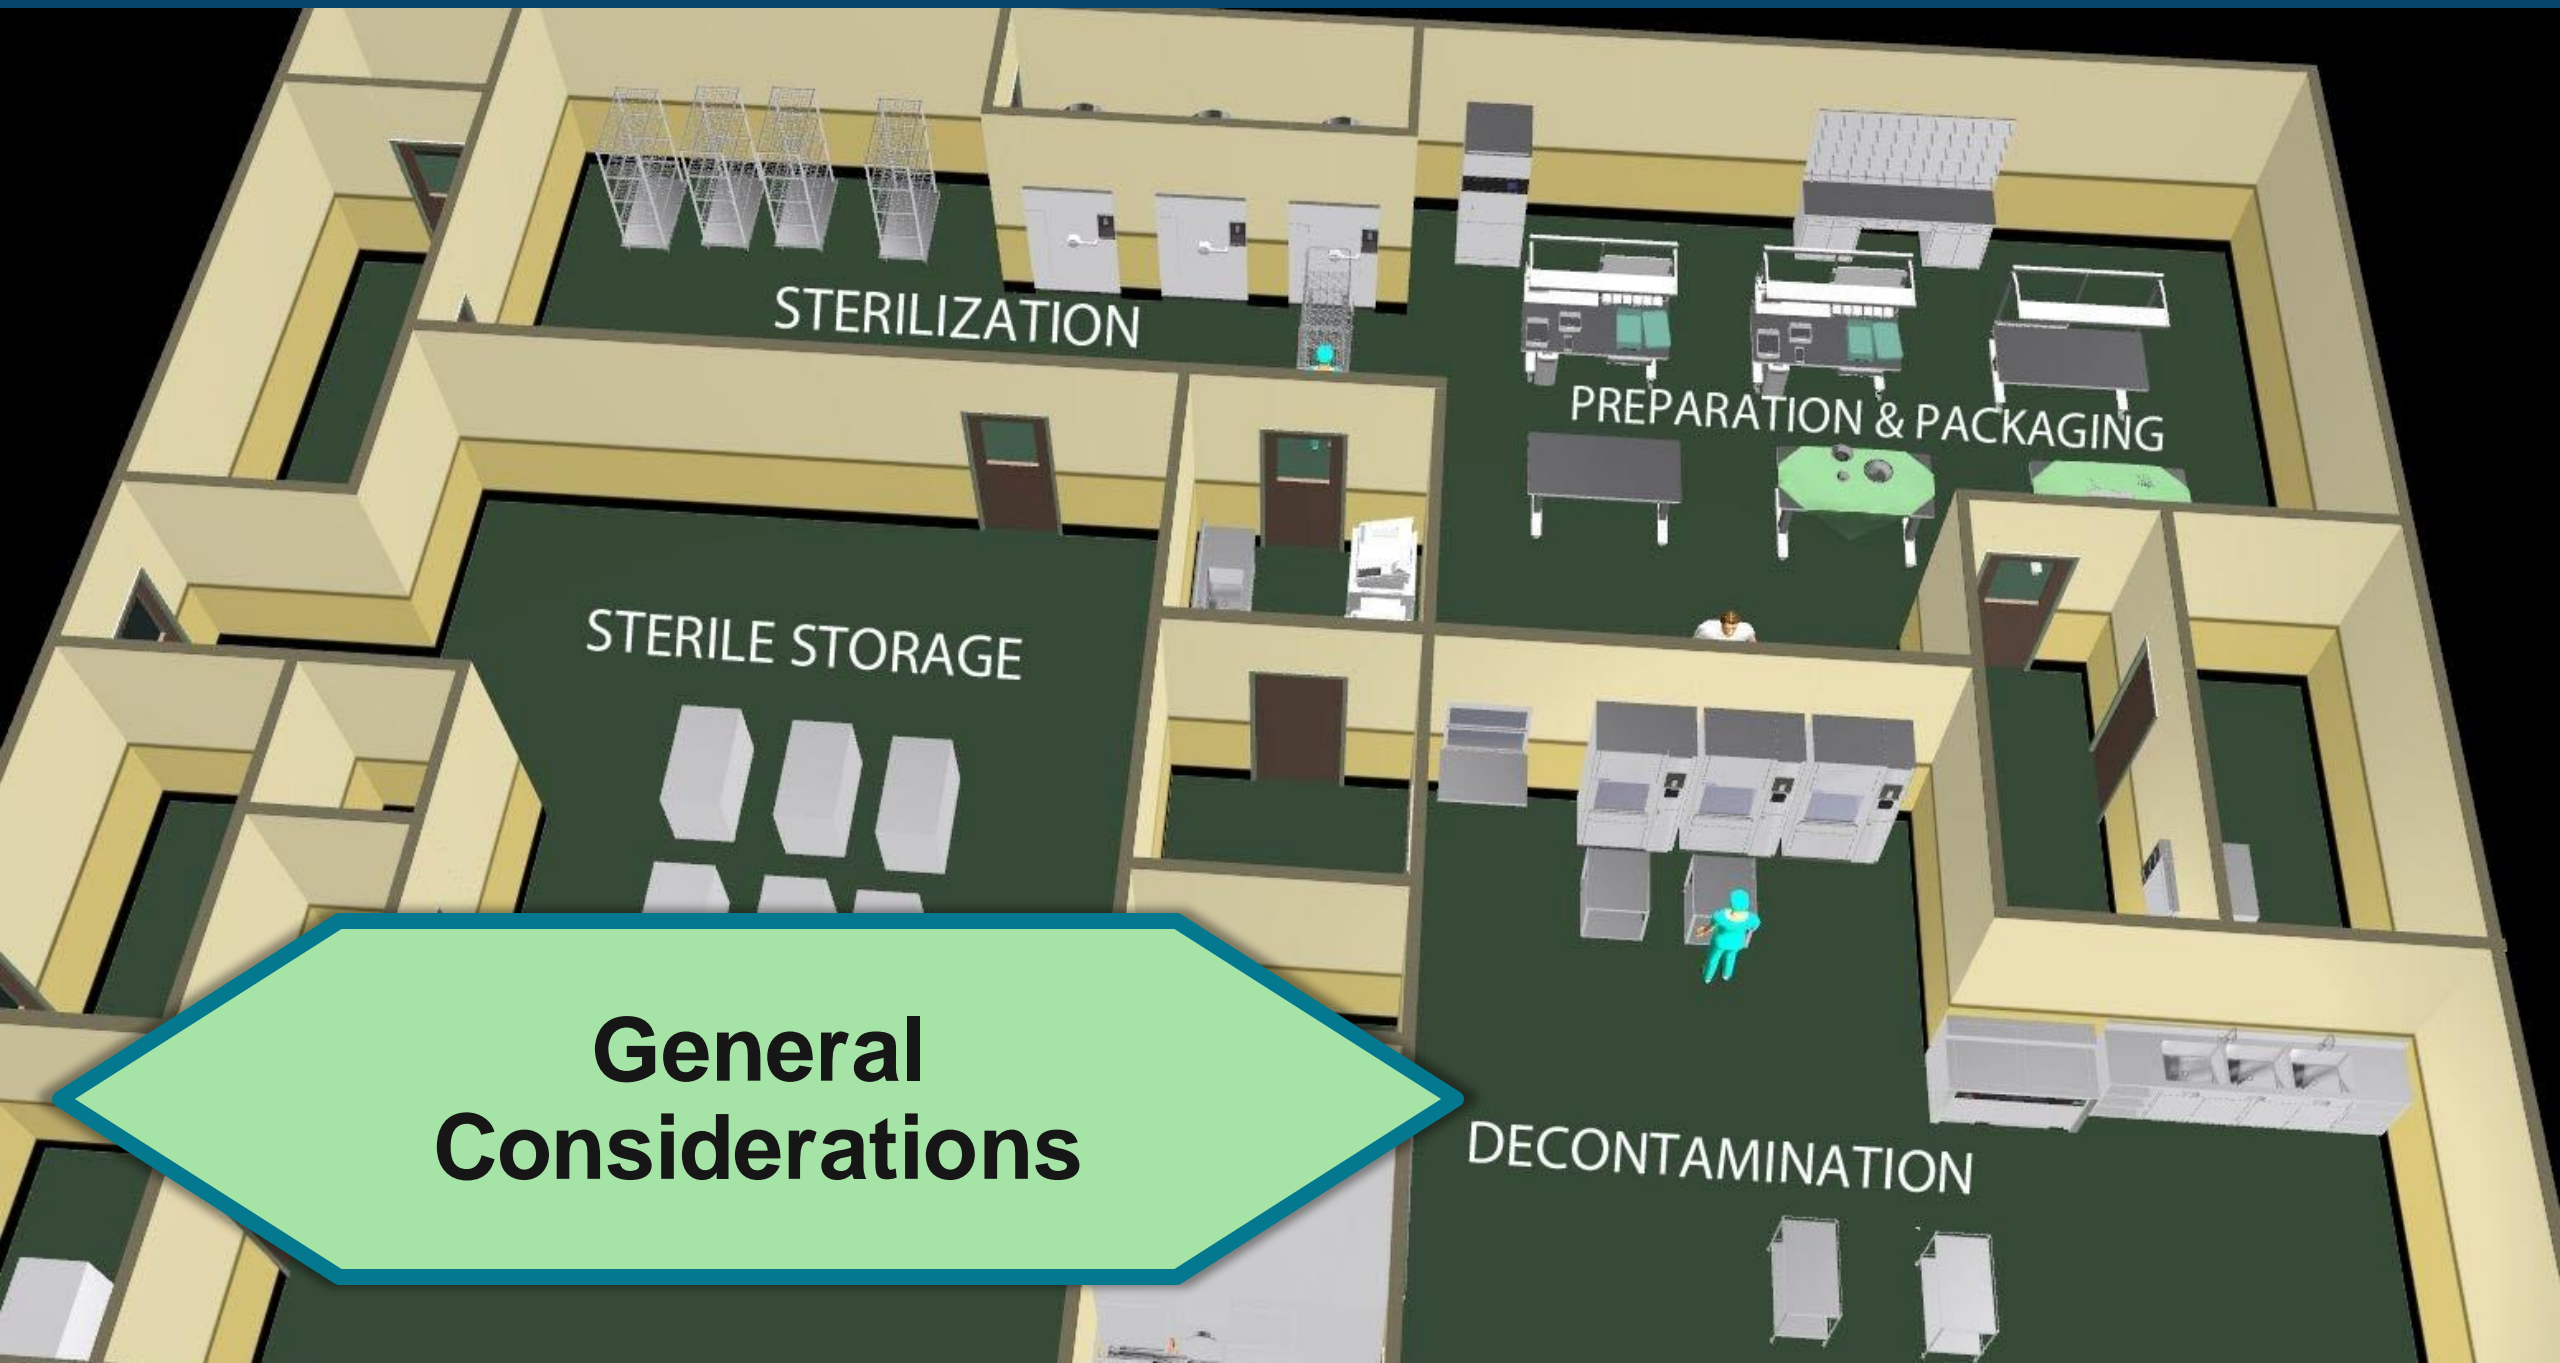 STERILIZATION
PREPARATION & PACKAGING
STERILE STORAGE
General
Considerations
DECONTAMINATION